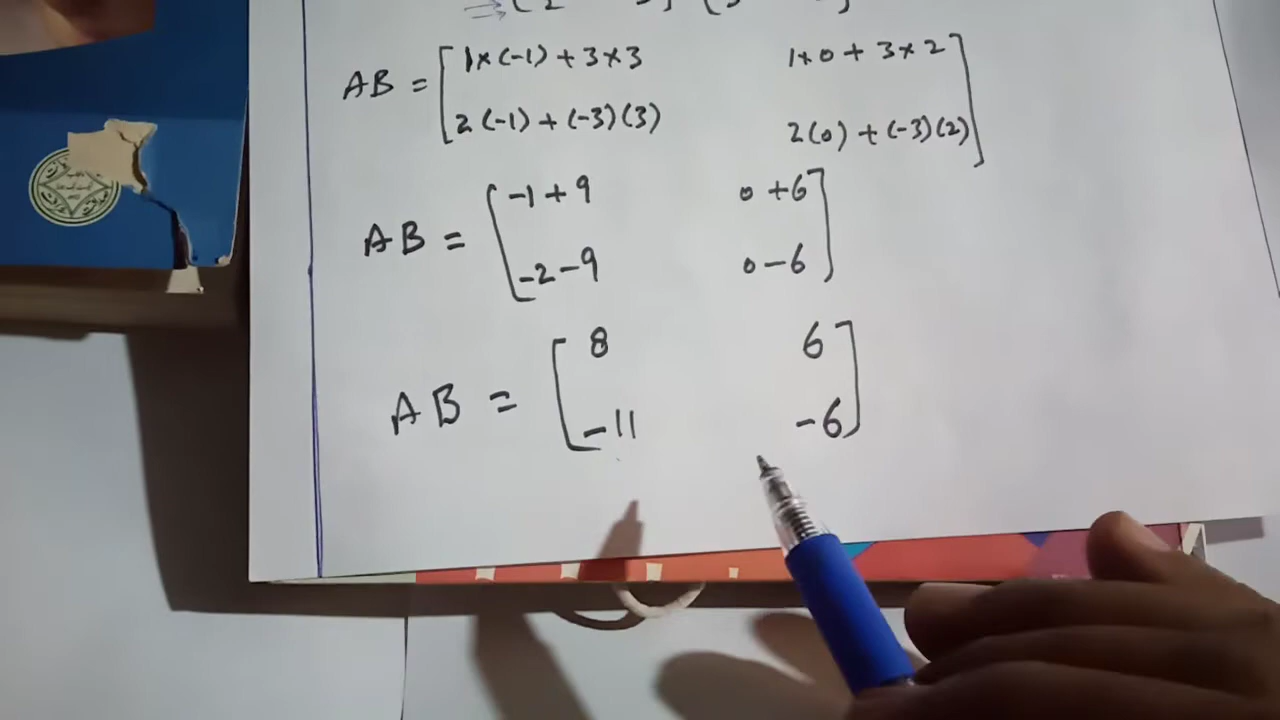 AB = [ 1×(-1) + 3×3 1×0 + 3×2 ]
[ 2(-1) + (-3)(3) 2(0) + (-3)(2) ]
AB = [ -1 + 9 0 + 6 ]
[ -2 - 9 0 - 6 ]
AB = [ 8 6 ]
[ -11 -6 ]